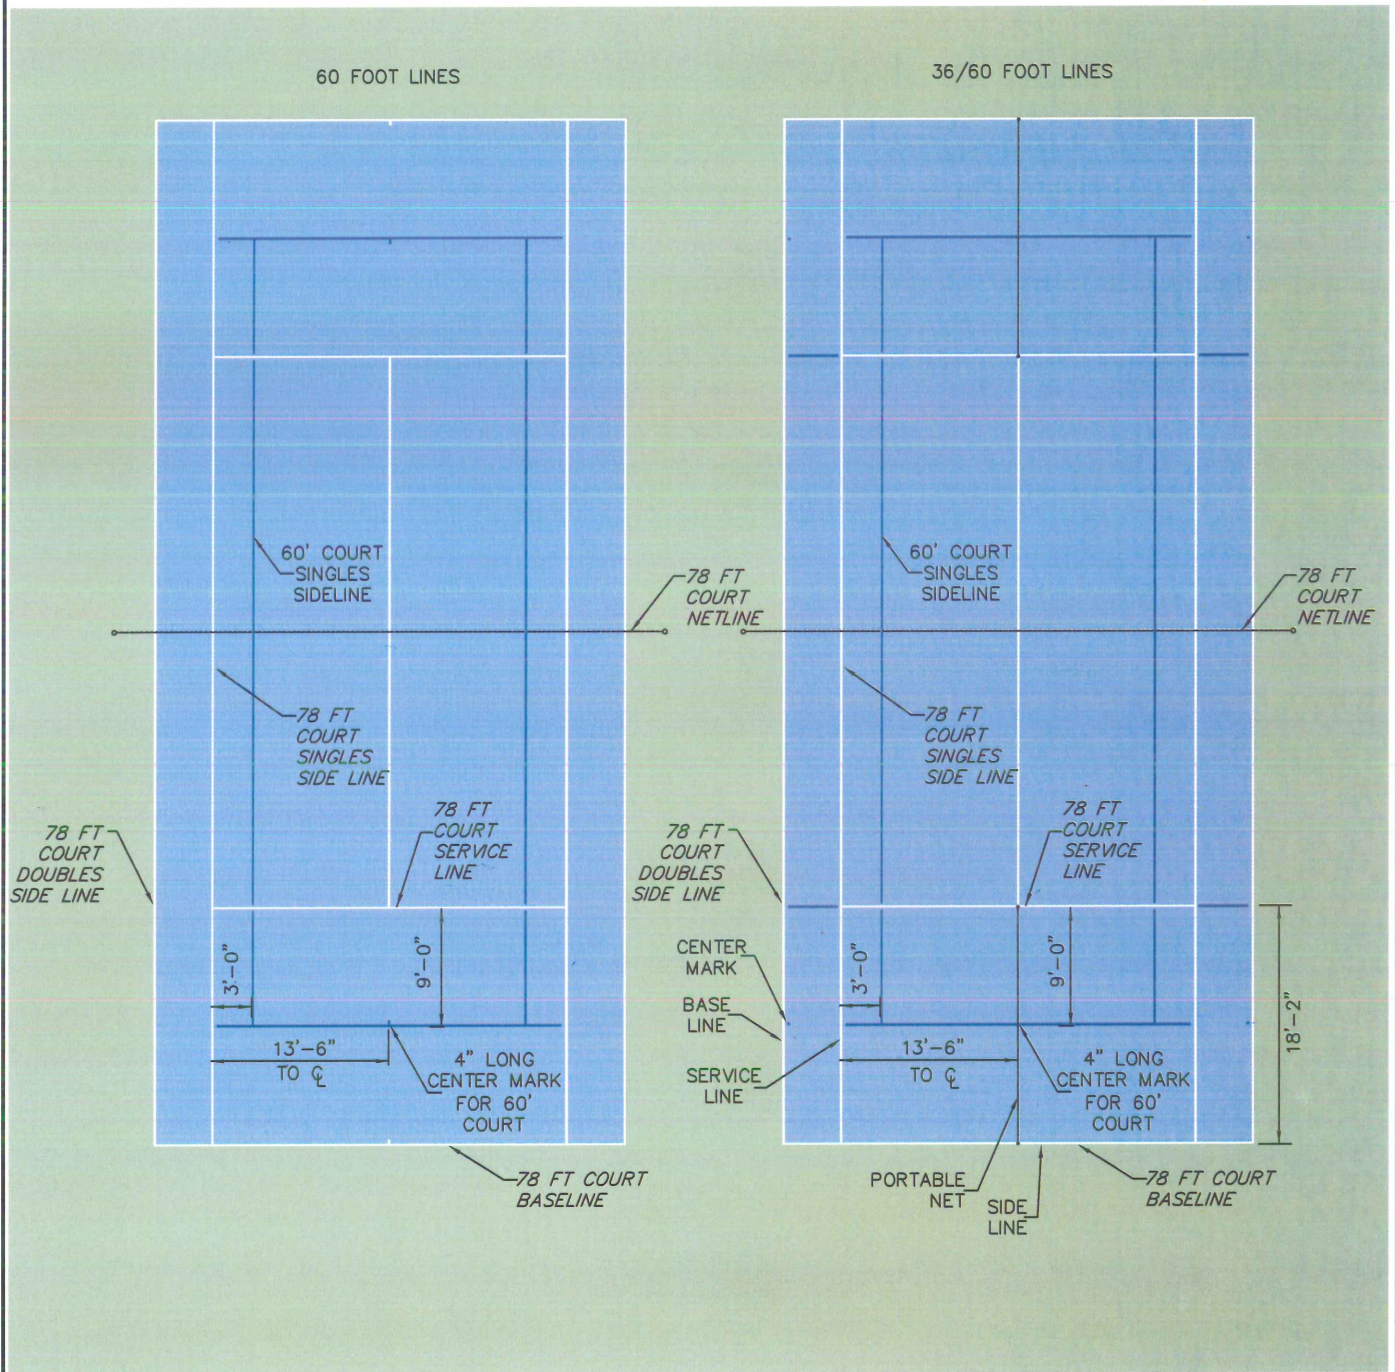 60 FOOT LINES
60' COURT
SINGLES
SIDELINE
78 FT
COURT
NETLINE
78 FT
COURT
SINGLES
SIDE LINE
78 FT
COURT
SERVICE
LINE
78 FT
COURT
DOUBLES
SIDE LINE
3'-0"
9'-0"
13'-6"
TO ℄
4" LONG
CENTER MARK
FOR 60'
COURT
78 FT COURT
BASELINE
36/60 FOOT LINES
60' COURT
SINGLES
SIDELINE
78 FT
COURT
NETLINE
78 FT
COURT
SINGLES
SIDE LINE
78 FT
COURT
SERVICE
LINE
78 FT
COURT
DOUBLES
SIDE LINE
CENTER
MARK
BASE
LINE
SERVICE
LINE
3'-0"
9'-0"
18'-2"
13'-6"
TO ℄
4" LONG
CENTER MARK
FOR 60'
COURT
PORTABLE
NET
SIDE
LINE
78 FT COURT
BASELINE